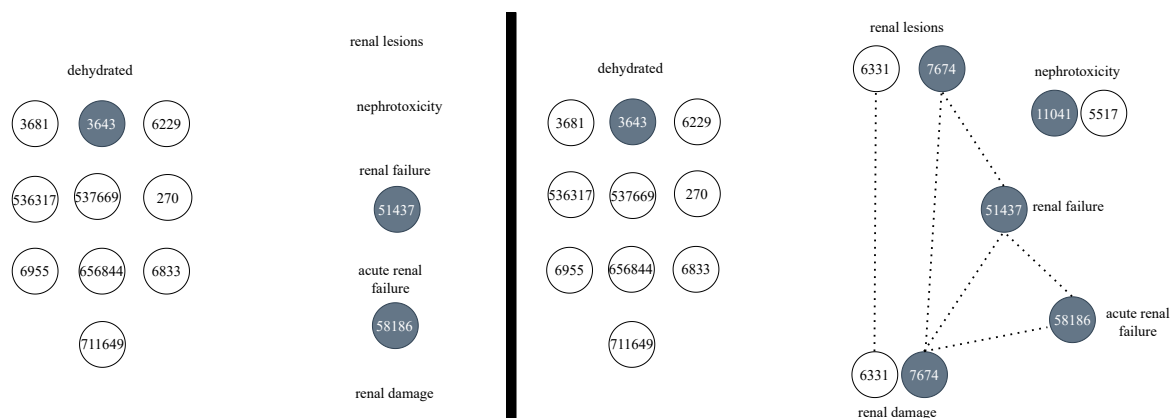 renal lesions
dehydrated
3681
3643
6229
nephrotoxicity
renal failure
536317
537669
270
51437
acute renal
failure
6955
656844
6833
58186
711649
renal damage
renal lesions
dehydrated
6331
7674
nephrotoxicity
3681
3643
6229
11041
5517
536317
537669
270
51437
renal failure
6955
656844
6833
58186
acute renal
failure
711649
6331
7674
renal damage